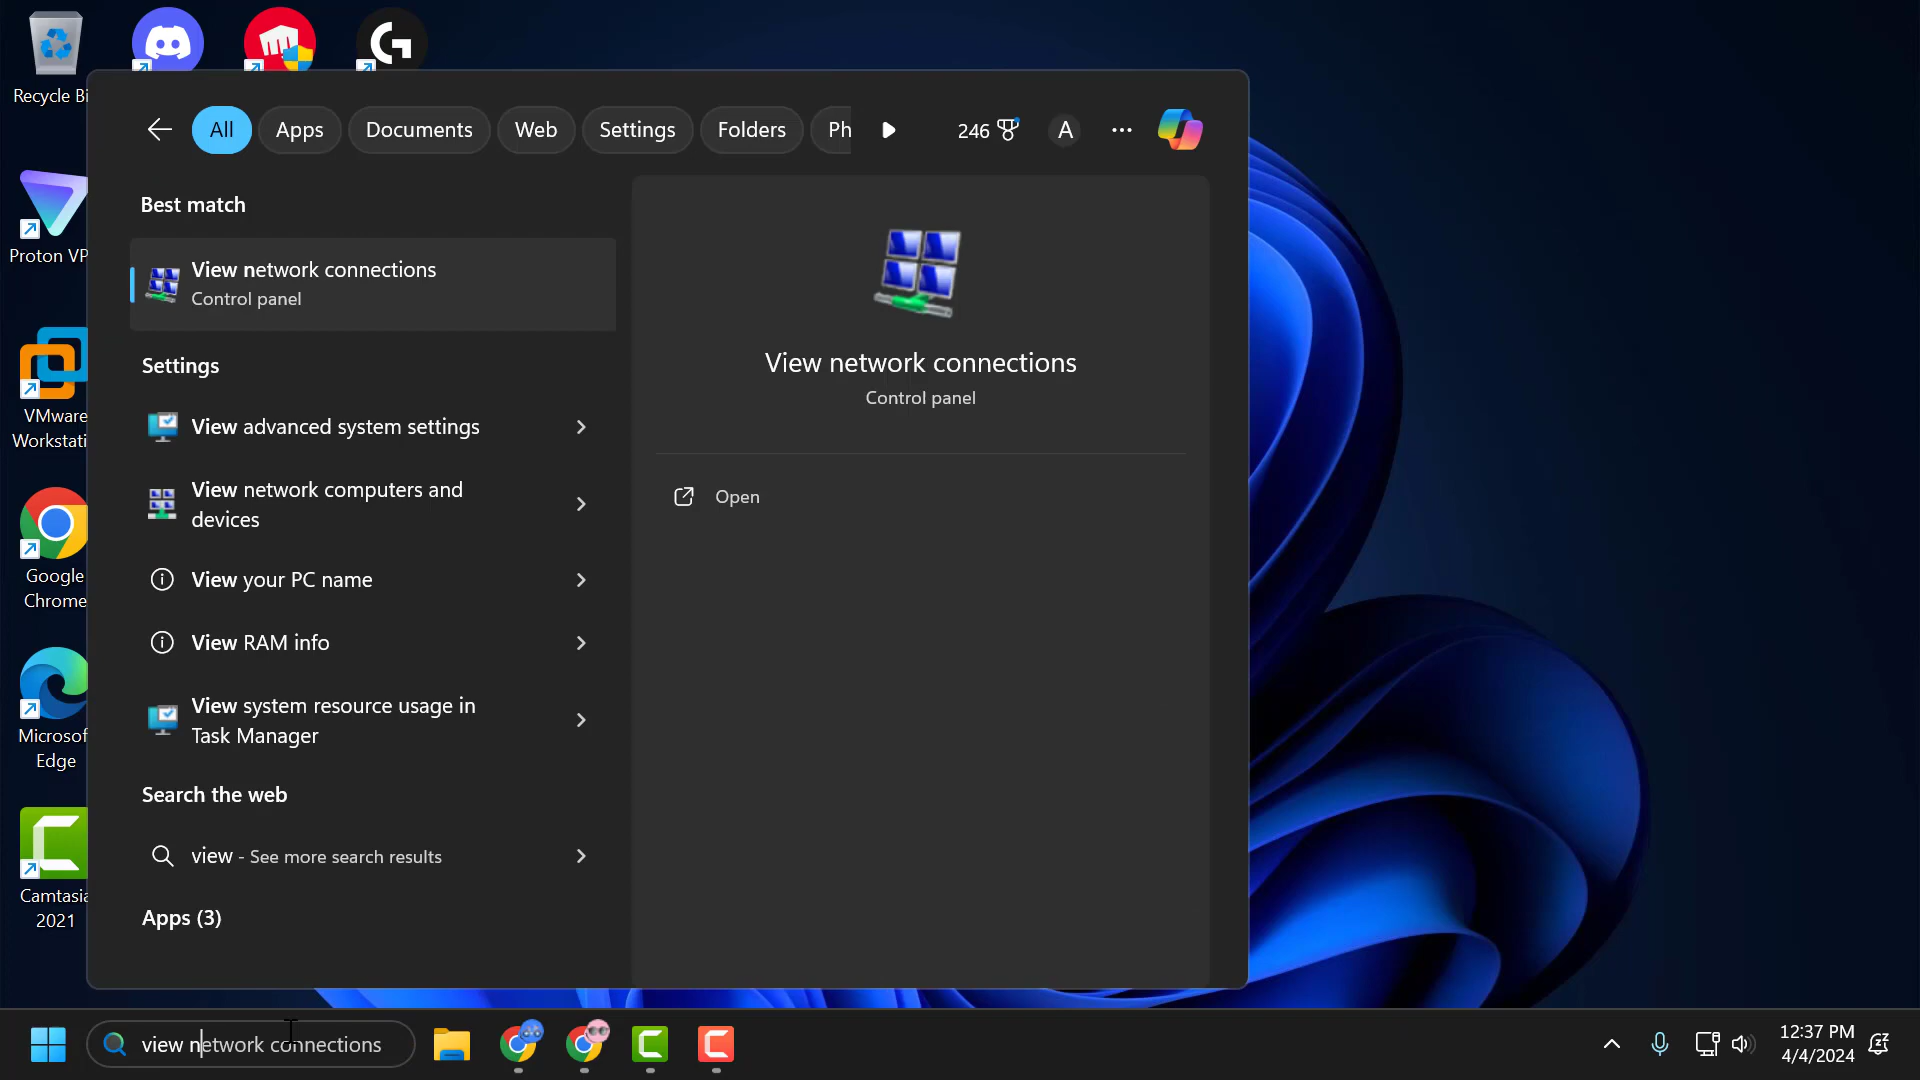 Recycle Bi
All
Apps
Documents
Web
Settings
Folders
Ph
246
A
Best match
View network connections
Control panel
Settings
View advanced system settings
View network computers and
devices
View your PC name
View RAM info
View system resource usage in
Task Manager
Search the web
view - See more search results
Apps (3)
View network connections
Control panel
Open
Proton VP
VMware
Workstati
Google
Chrome
Microsof
Edge
Camtasia
2021
view network connections
12:37 PM
4/4/2024